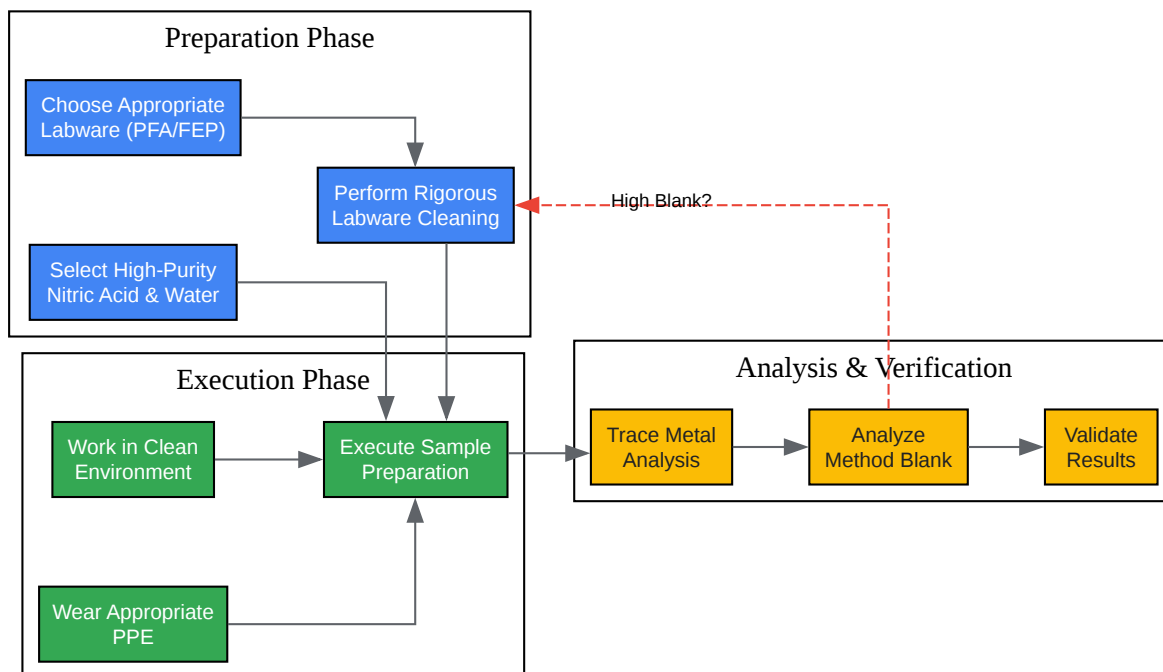 Preparation Phase
Choose Appropriate
Labware (PFA/FEP)
Perform Rigorous
Labware Cleaning
High Blank?
Select High-Purity
Nitric Acid & Water
Execution Phase
Work in Clean
Environment
Execute Sample
Preparation
Wear Appropriate
PPE
Analysis & Verification
Trace Metal
Analysis
Analyze
Method Blank
Validate
Results